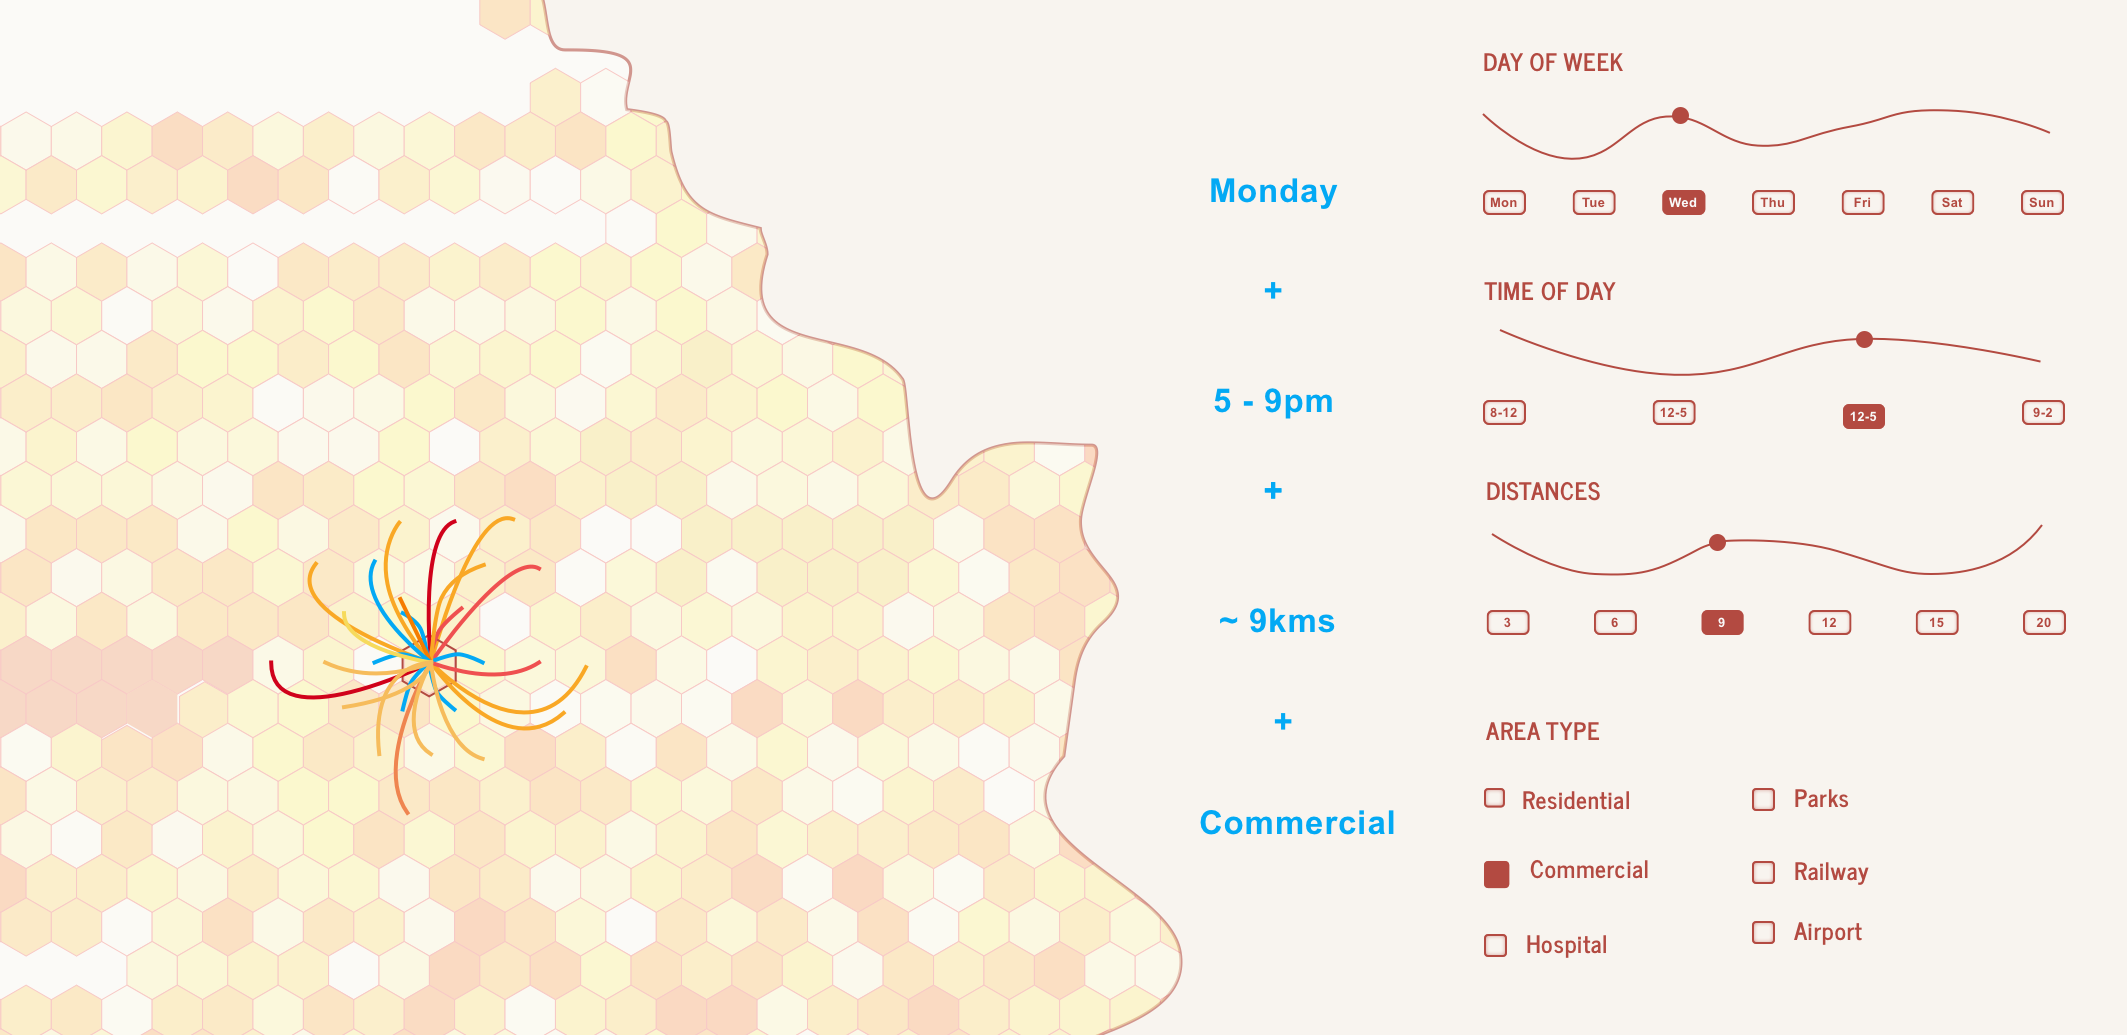 Monday
+
5 - 9pm
+
~ 9kms
+
Commercial
DAY OF WEEK
Mon Tue Wed Thu Fri Sat Sun
TIME OF DAY
8-12 12-5 12-5 9-2
DISTANCES
3 6 9 12 15 20
AREA TYPE
Residential Parks
Commercial Railway
Hospital Airport